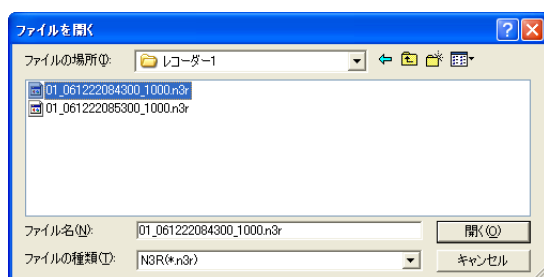 ファイルを開く
ファイルの場所(I):
レコーダー1
01_061222084300_1000.n3r
01_061222085300_1000.n3r
ファイル名(N):
01_061222084300_1000.n3r
開く(O)
ファイルの種類(T):
N3R(*.n3r)
キャンセル